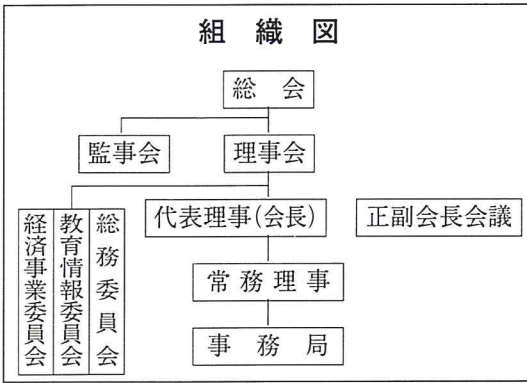 組織図
総会
監事会
理事会
代表理事(会長)
正副会長会議
総務委員会
教育情報委員会
経済事業委員会
常務理事
事務局